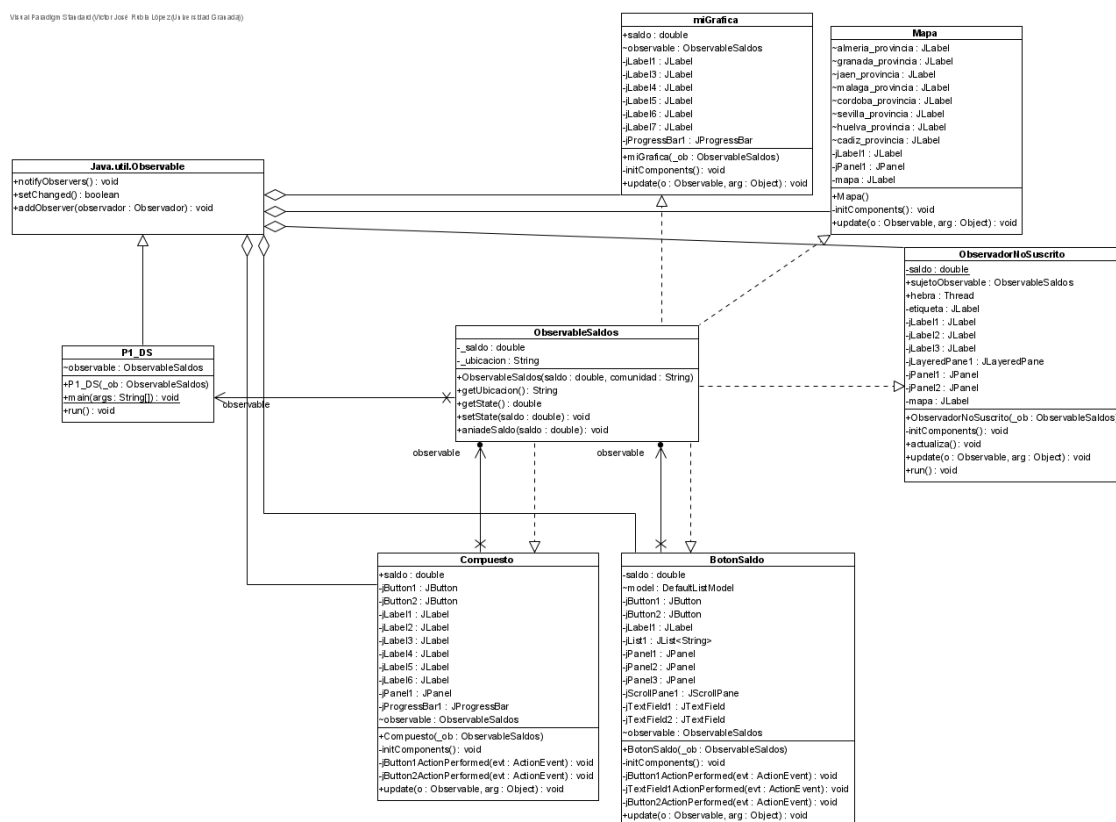 Visual Paradigm Standard(Víctor José Rubia López(Universidad Granada))
miGrafica
+saldo : double
~observable : ObservableSaldos
-jLabel1 : JLabel
-jLabel3 : JLabel
-jLabel4 : JLabel
-jLabel5 : JLabel
-jLabel6 : JLabel
-jLabel7 : JLabel
-jProgressBar1 : JProgressBar
+miGrafica(_ob : ObservableSaldos)
-initComponents() : void
+update(o : Observable, arg : Object) : void
Mapa
~almeria_provincia : JLabel
~granada_provincia : JLabel
~jaen_provincia : JLabel
~malaga_provincia : JLabel
~cordoba_provincia : JLabel
~sevilla_provincia : JLabel
~huelva_provincia : JLabel
~cadiz_provincia : JLabel
-jLabel1 : JLabel
-jPanel1 : JPanel
-mapa : JLabel
+Mapa()
-initComponents() : void
+update(o : Observable, arg : Object) : void
Java.util.Observable
+notifyObservers() : void
+setChanged() : boolean
+addObserver(observador : Observador) : void
ObservadorNoSuscrito
-saldo : double
+sujetoObservable : ObservableSaldos
+hebra : Thread
-etiqueta : JLabel
-jLabel1 : JLabel
-jLabel2 : JLabel
-jLabel3 : JLabel
-jLayeredPane1 : JLayeredPane
-jPanel1 : JPanel
-jPanel2 : JPanel
-mapa : JLabel
+ObservadorNoSuscrito(_ob : ObservableSaldos)
-initComponents() : void
+actualiza() : void
+update(o : Observable, arg : Object) : void
+run() : void
ObservableSaldos
-_saldo : double
-_ubicacion : String
+ObservableSaldos(saldo : double, comunidad : String)
+getUbicacion() : String
+getState() : double
+setState(saldo : double) : void
+aniadeSaldo(saldo : double) : void
P1_DS
~observable : ObservableSaldos
+P1_DS(_ob : ObservableSaldos)
+main(args : String[]) : void
+run() : void
observable
observable
observable
Compuesto
+saldo : double
-jButton1 : JButton
-jButton2 : JButton
-jLabel1 : JLabel
-jLabel2 : JLabel
-jLabel3 : JLabel
-jLabel4 : JLabel
-jLabel5 : JLabel
-jLabel6 : JLabel
-jPanel1 : JPanel
-jProgressBar1 : JProgressBar
~observable : ObservableSaldos
+Compuesto(_ob : ObservableSaldos)
-initComponents() : void
-jButton1ActionPerformed(evt : ActionEvent) : void
-jButton2ActionPerformed(evt : ActionEvent) : void
+update(o : Observable, arg : Object) : void
BotonSaldo
-saldo : double
~model : DefaultListModel
-jButton1 : JButton
-jButton2 : JButton
-jLabel1 : JLabel
-jList1 : JList<String>
-jPanel1 : JPanel
-jPanel2 : JPanel
-jPanel3 : JPanel
-jScrollPane1 : JScrollPane
-jTextField1 : JTextField
-jTextField2 : JTextField
~observable : ObservableSaldos
+BotonSaldo(_ob : ObservableSaldos)
-initComponents() : void
-jButton1ActionPerformed(evt : ActionEvent) : void
-jTextField1ActionPerformed(evt : ActionEvent) : void
-jButton2ActionPerformed(evt : ActionEvent) : void
+update(o : Observable, arg : Object) : void